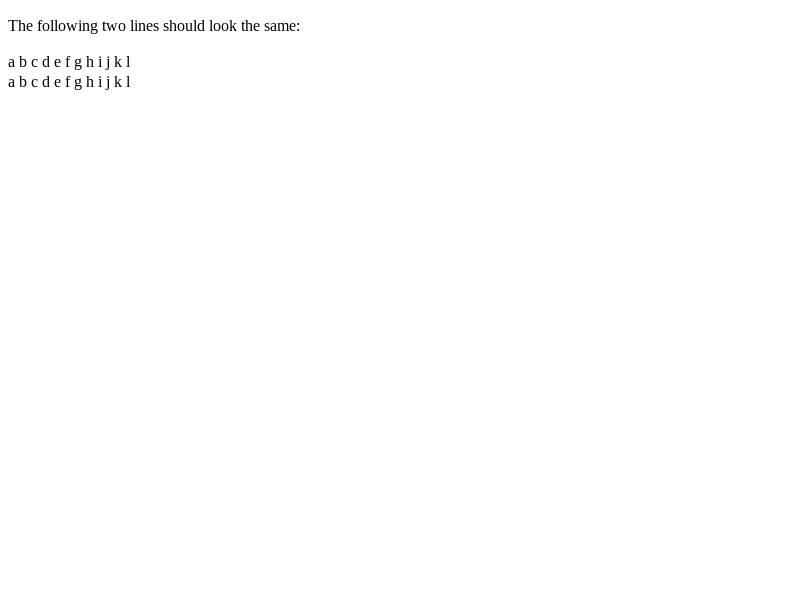 The following two lines should look the same:
a b c d e f g h i j k l
a b c d e f g h i j k l